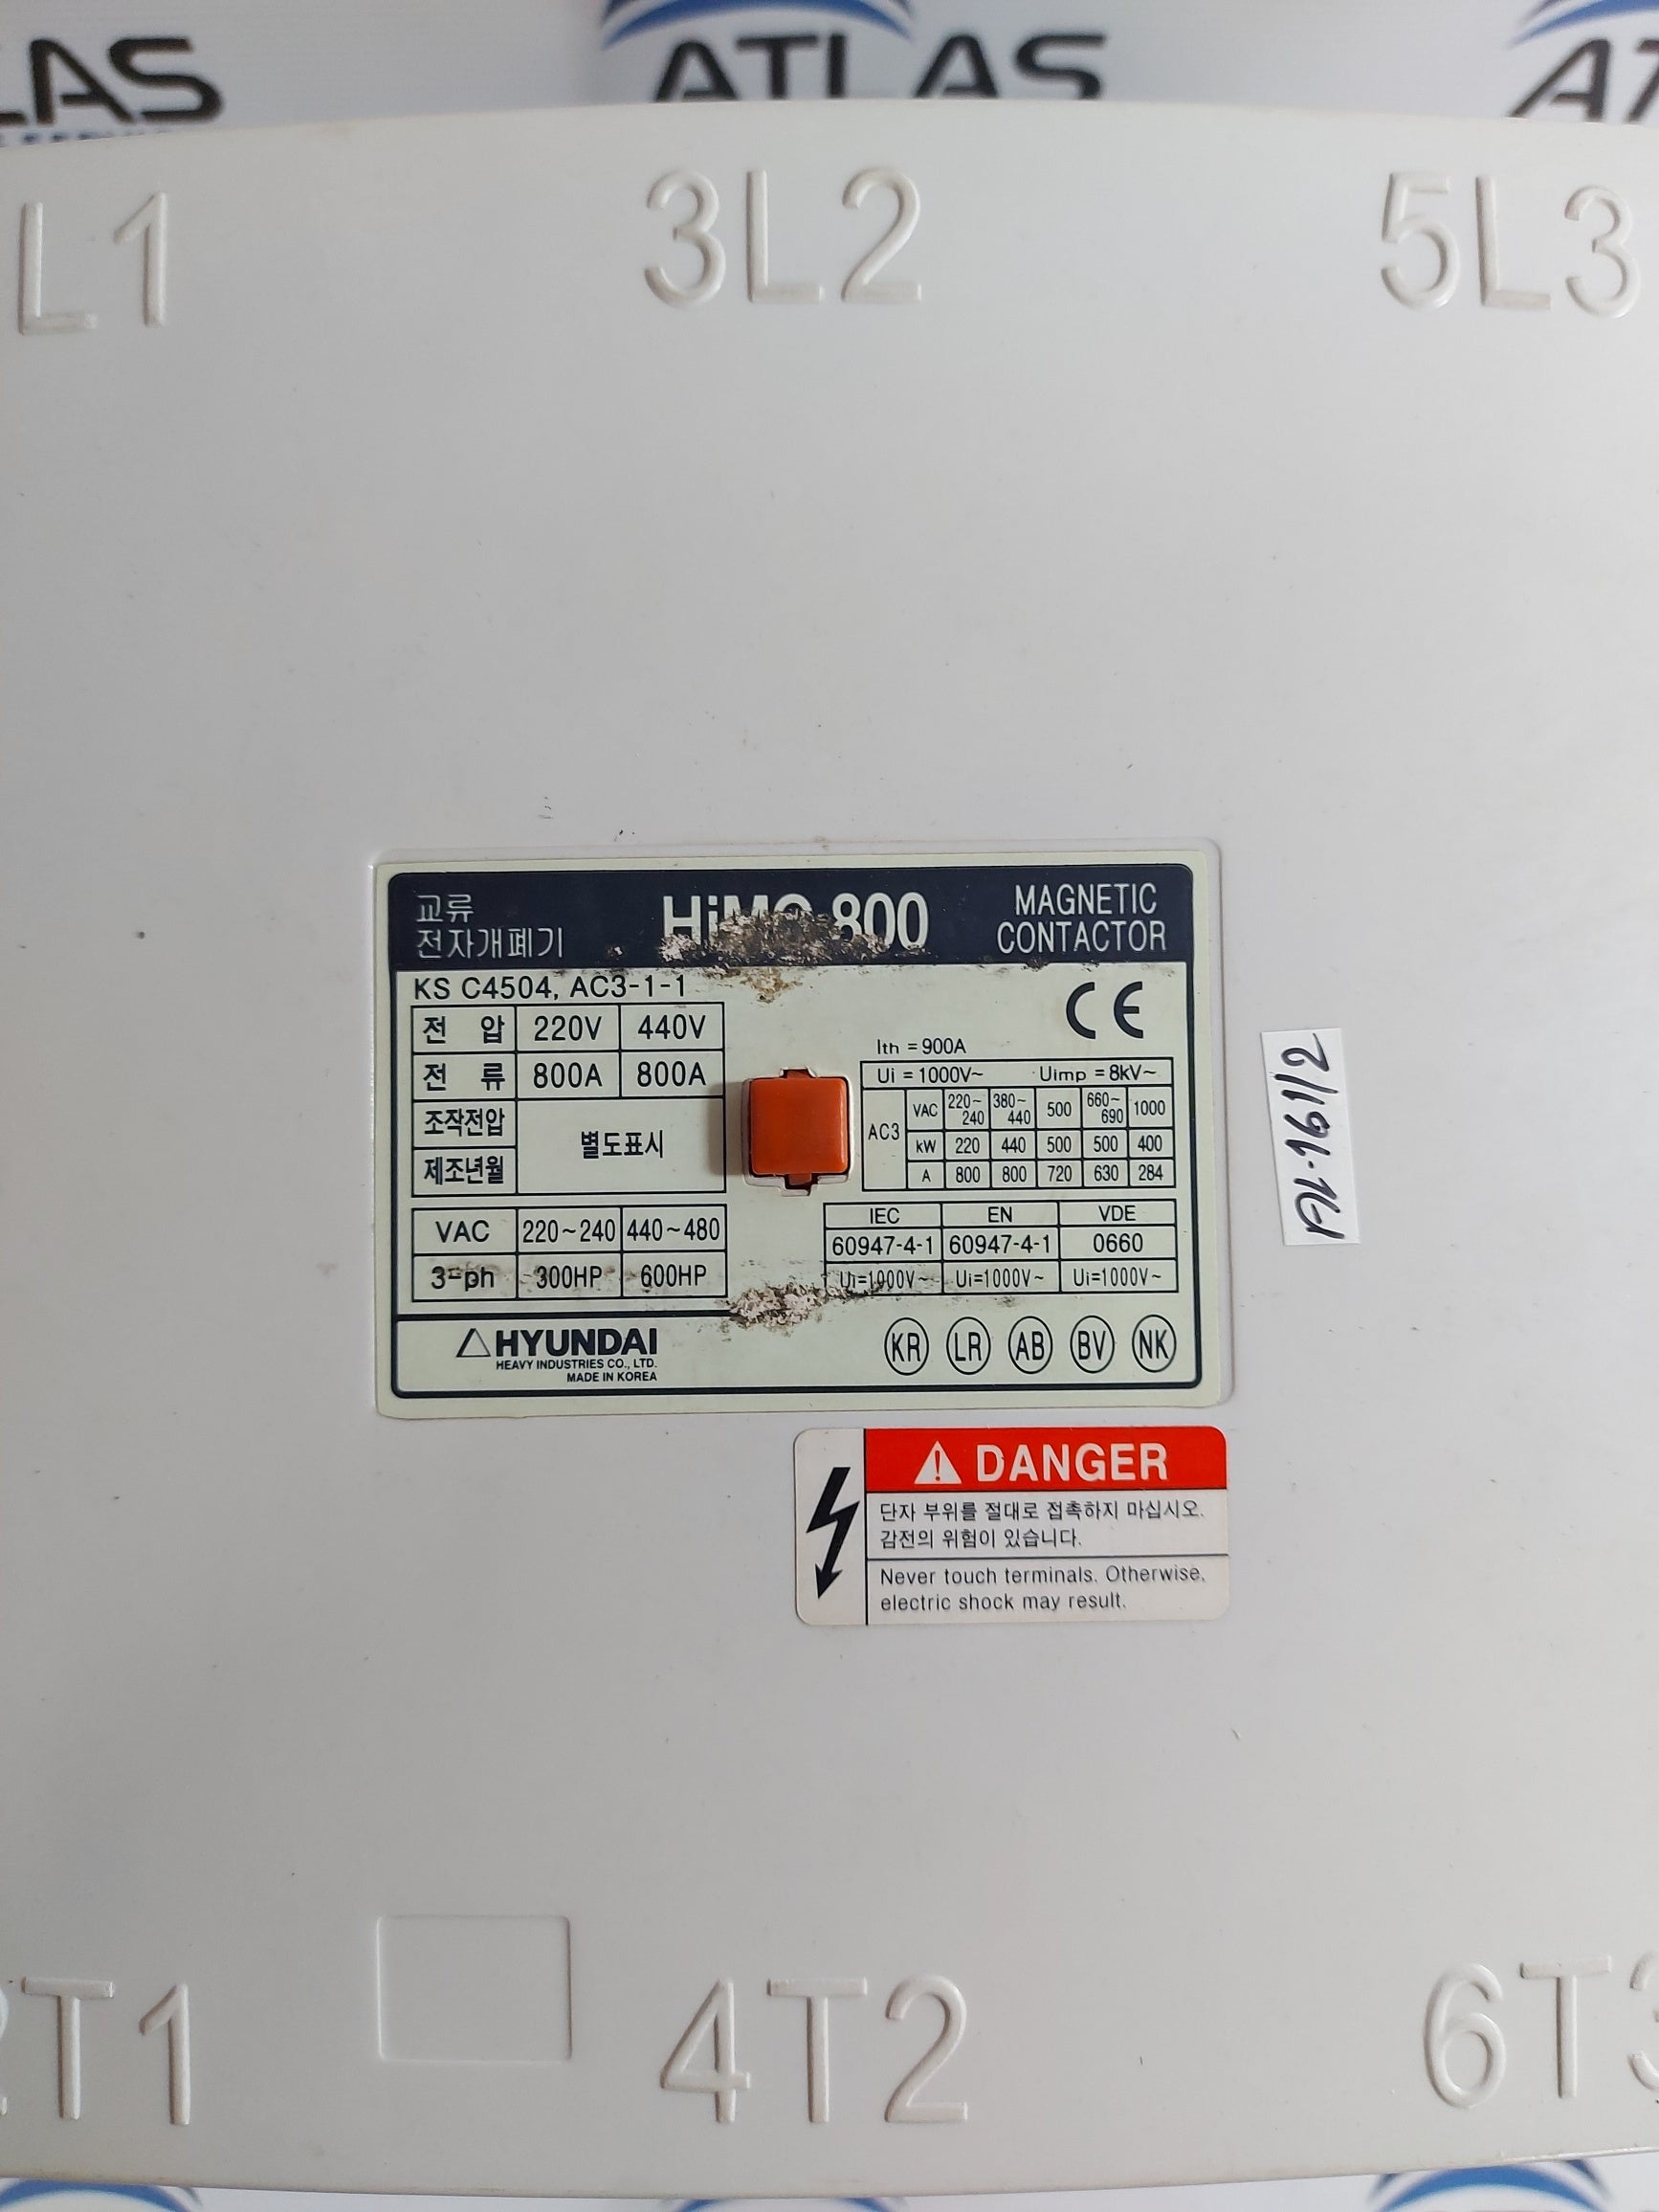 ATLAS
L1 3L2 5L3
교류
전자개폐기
HiMC 800
MAGNETIC
CONTACTOR
KS C4504, AC3-1-1
전 압 220V 440V
전 류 800A 800A
조작전압
제조년월
별도표시
VAC 220~240 440~480
3-ph 300HP 600HP
CE
Ith = 900A
Ui = 1000V~ Uimp = 8kV~
AC3
VAC 220~240 380~440 500 660~690 1000
kW 220 440 500 500 400
A 800 800 720 630 284
IEC EN VDE
60947-4-1 60947-4-1 0660
Ui=1000V~ Ui=1000V~ Ui=1000V~
HYUNDAI
HEAVY INDUSTRIES CO., LTD.
MADE IN KOREA
KR LR AB BV NK
DANGER
단자 부위를 절대로 접촉하지 마십시오.
감전의 위험이 있습니다.
Never touch terminals. Otherwise,
electric shock may result.
T1 4T2 6T3